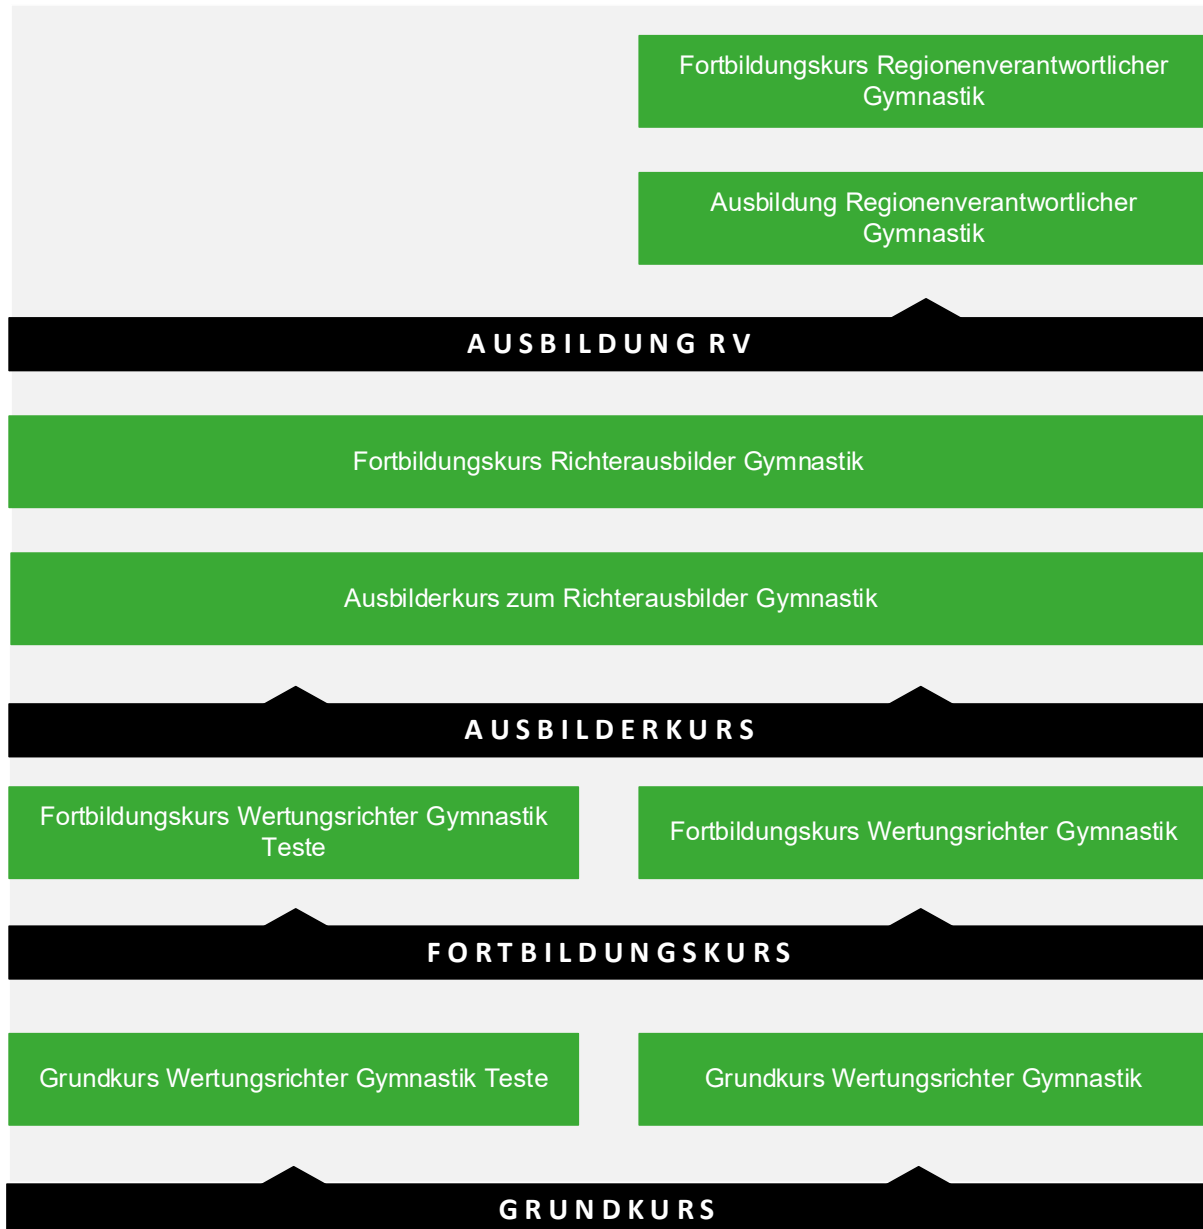 Fortbildungskurs Regionenverantwortlicher
Gymnastik
Ausbildung Regionenverantwortlicher
Gymnastik
AUSBILDUNG RV
Fortbildungskurs Richterausbilder Gymnastik
Ausbilderkurs zum Richterausbilder Gymnastik
AUSBILDERKURS
Fortbildungskurs Wertungsrichter Gymnastik
Teste
Fortbildungskurs Wertungsrichter Gymnastik
FORTBILDUNGSKURS
Grundkurs Wertungsrichter Gymnastik Teste
Grundkurs Wertungsrichter Gymnastik
GRUNDKURS